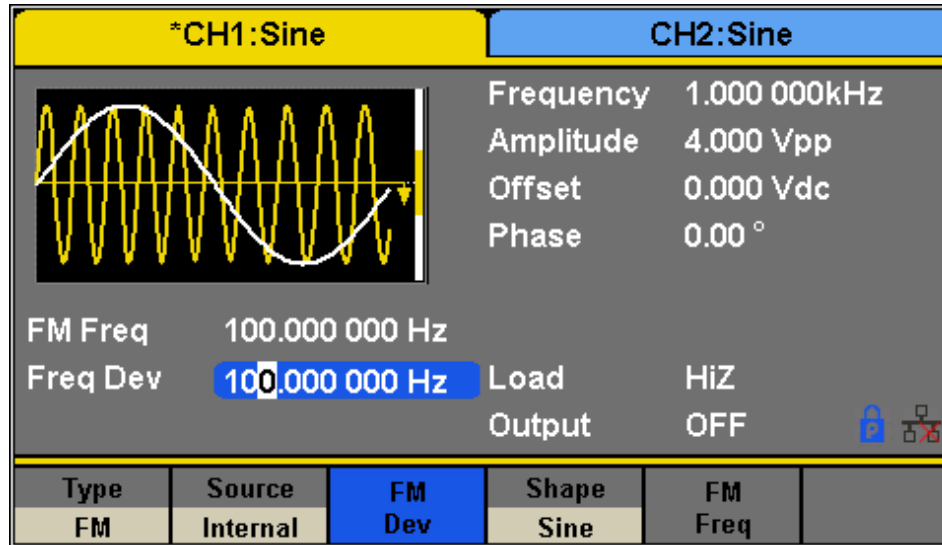 *CH1:Sine
CH2:Sine
Frequency 1.000 000kHz
Amplitude 4.000 Vpp
Offset 0.000 Vdc
Phase 0.00 °
FM Freq 100.000 000 Hz
Freq Dev 100.000 000 Hz
Load HiZ
Output OFF
P
Type
FM
Source
Internal
FM
Dev
Shape
Sine
FM
Freq